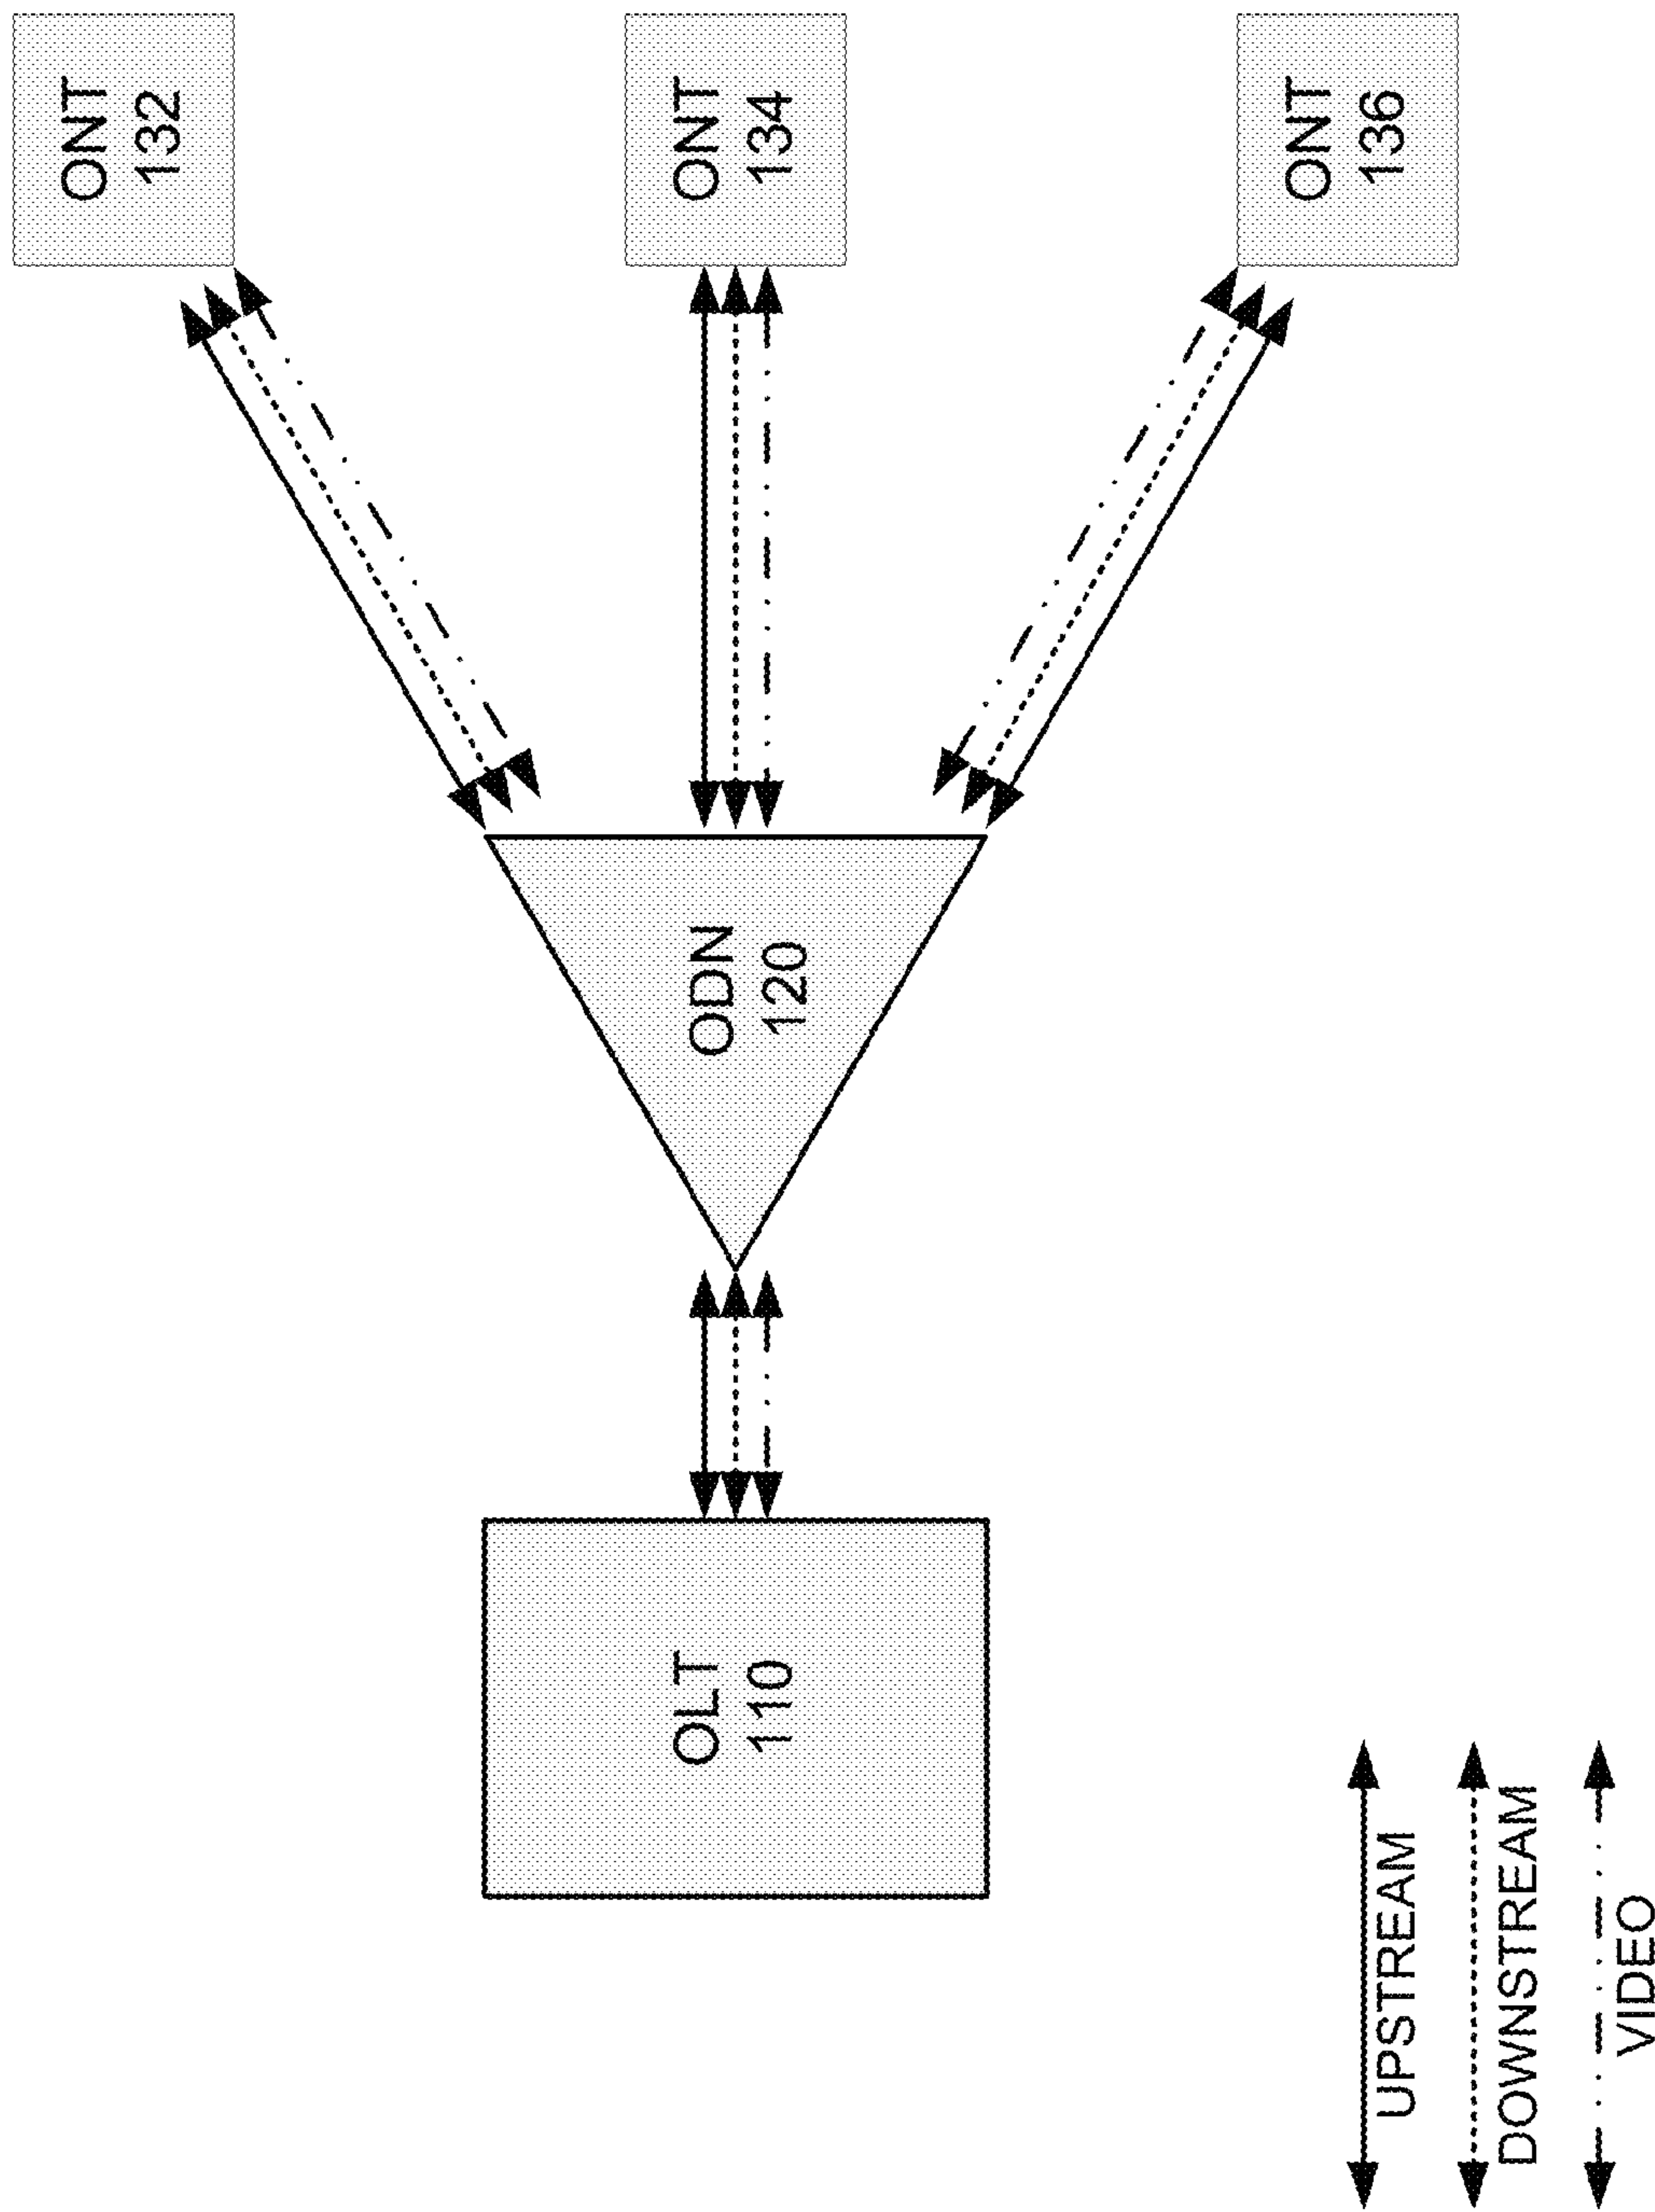 ONT
132
ONT
134
ONT
136
ODN
120
OLT
110
UPSTREAM
DOWNSTREAM
VIDEO